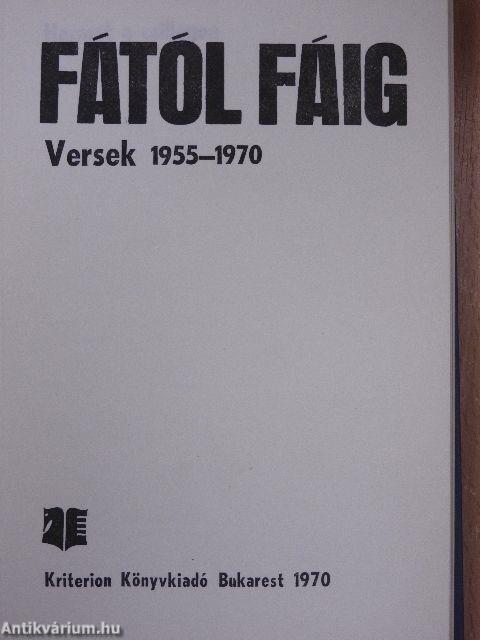 FÁTÓL FÁIG
Versek 1955–1970
Kriterion Könyvkiadó Bukarest 1970
Antikvárium.hu